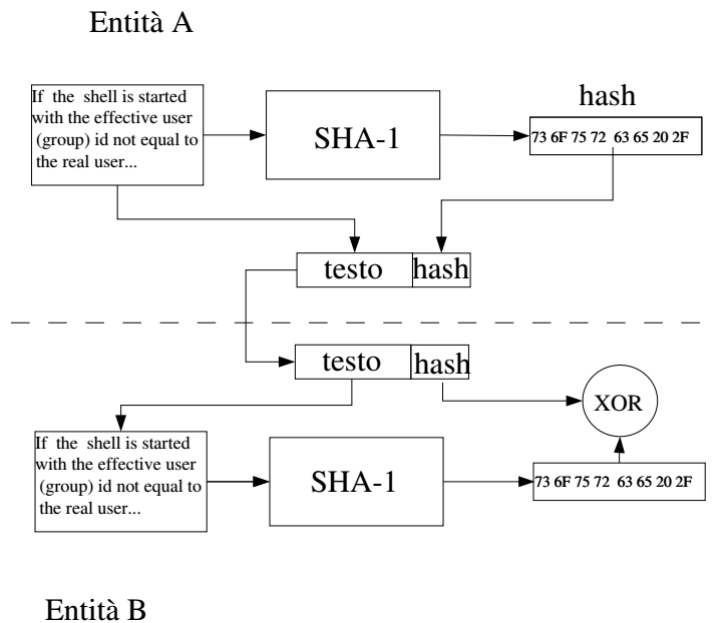 Entità A
If the shell is started
with the effective user
(group) id not equal to
the real user...
SHA-1
hash
73 6F 75 72 63 65 20 2F
testo hash
testo hash
XOR
If the shell is started
with the effective user
(group) id not equal to
the real user...
SHA-1
73 6F 75 72 63 65 20 2F
Entità B